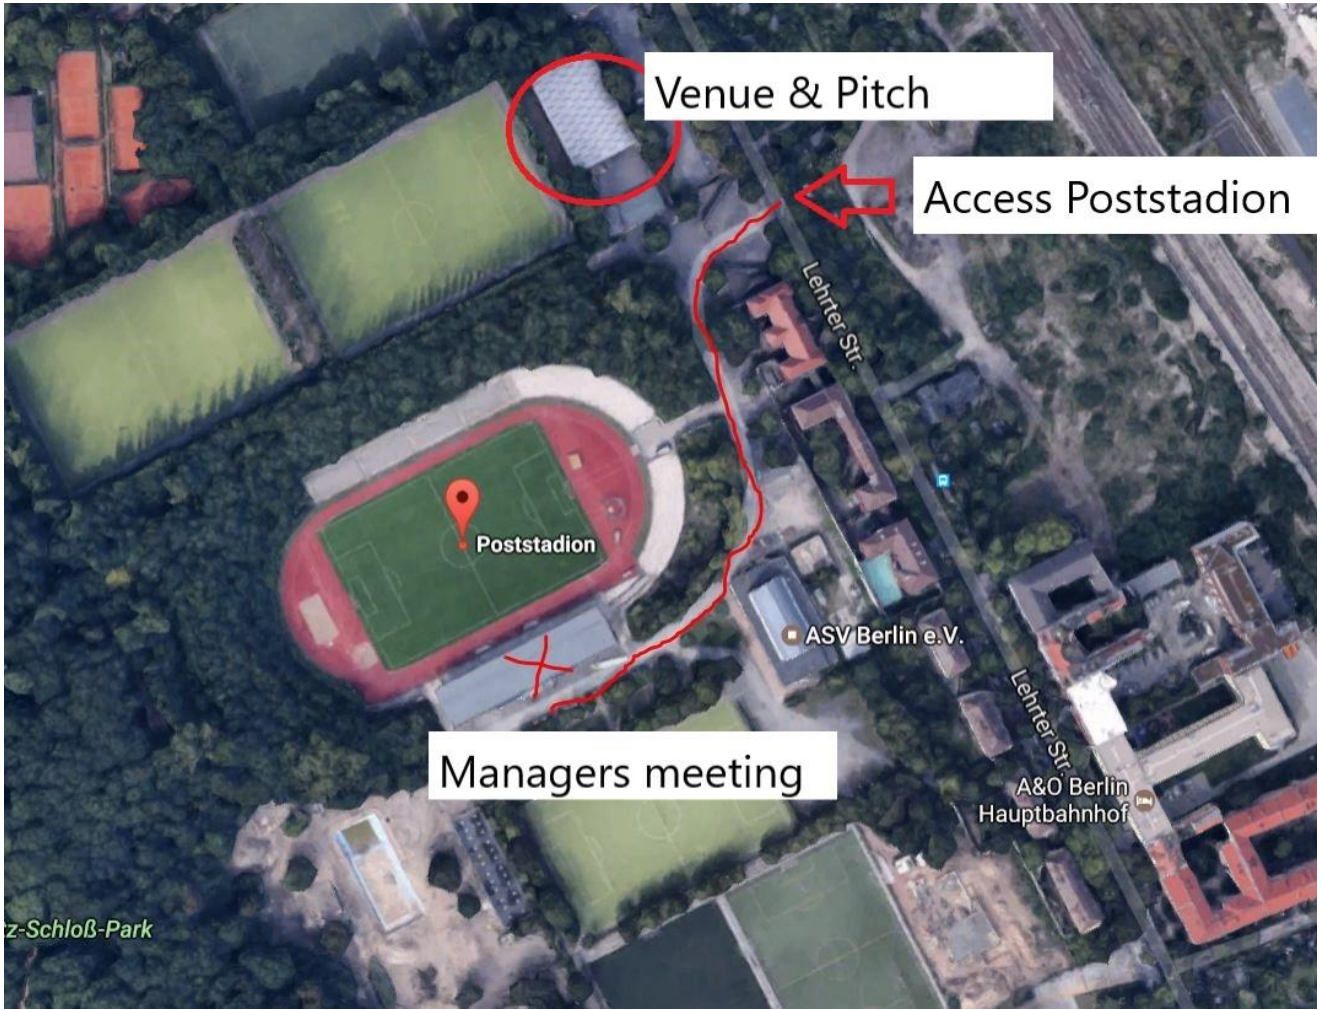 Venue & Pitch
Access Poststadion
Lehrter Str.
Poststadion
ASV Berlin e.V.
Lehrter Str.
Managers meeting
A&O Berlin
Hauptbahnhof
z-Schloß-Park